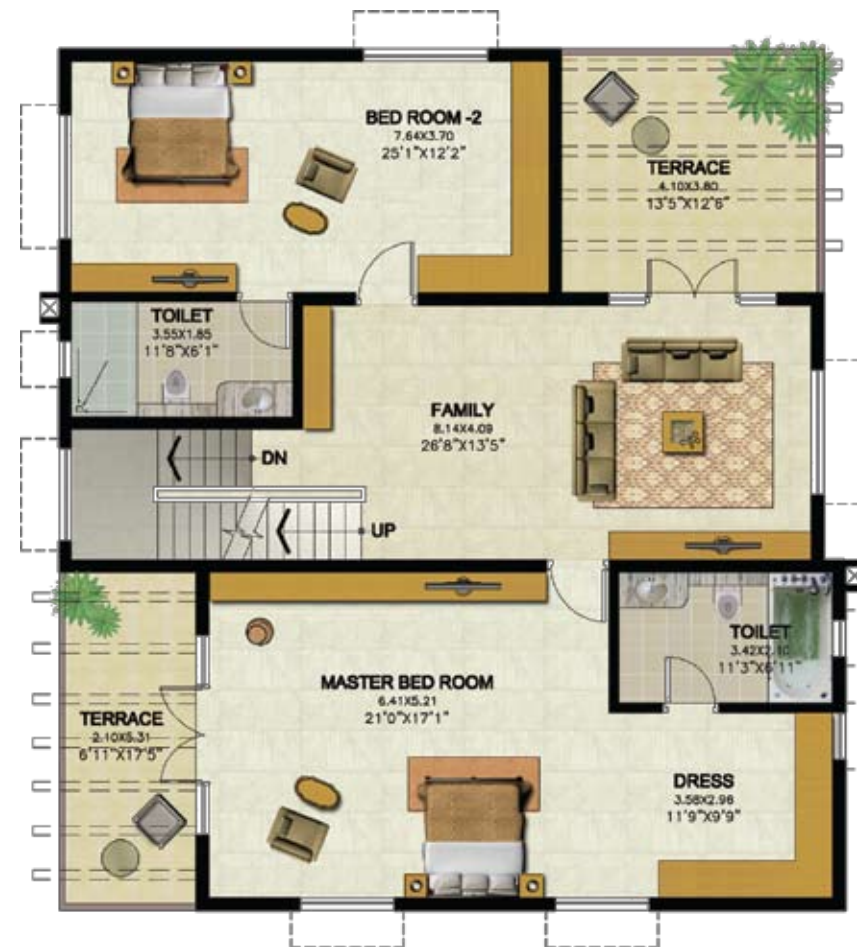 BED ROOM -2
7.64X3.70
25'1"X12'2"
TERRACE
4.10X3.80
13'5"X12'6"
TOILET
3.55X1.85
11'8"X6'1"
FAMILY
8.14X4.09
26'8"X13'5"
DN
UP
TOILET
3.42X2.10
11'3"X6'11"
MASTER BED ROOM
6.41X5.21
21'0"X17'1"
TERRACE
2.10X5.31
6'11"X17'5"
DRESS
3.58X2.98
11'9"X9'9"